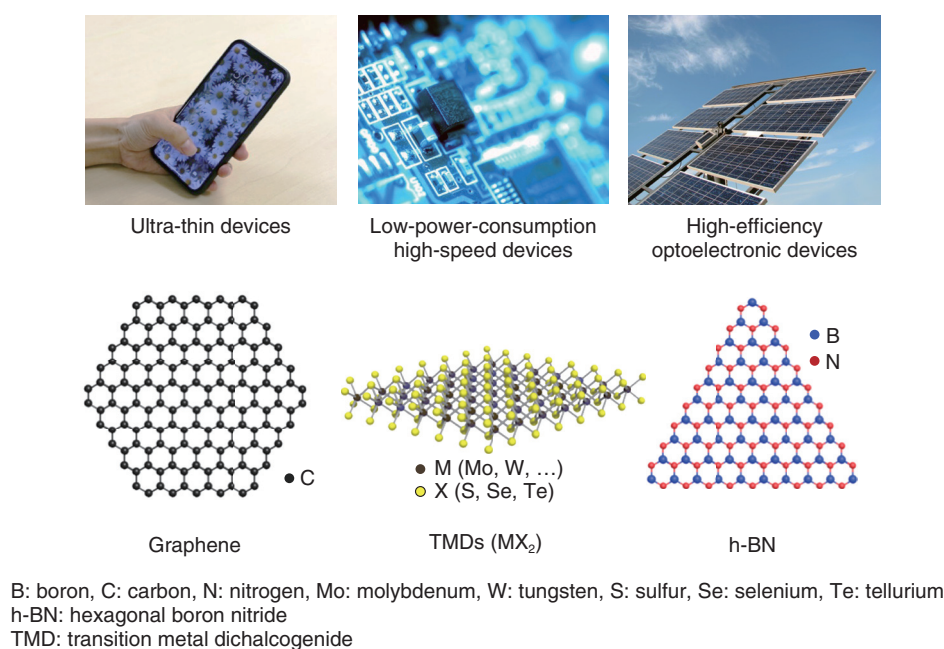 Ultra-thin devices
Low-power-consumption
high-speed devices
High-efficiency
optoelectronic devices
C
M (Mo, W, ...)
X (S, Se, Te)
B
N
Graphene
TMDs (MX₂)
h-BN
B: boron, C: carbon, N: nitrogen, Mo: molybdenum, W: tungsten, S: sulfur, Se: selenium, Te: tellurium
h-BN: hexagonal boron nitride
TMD: transition metal dichalcogenide